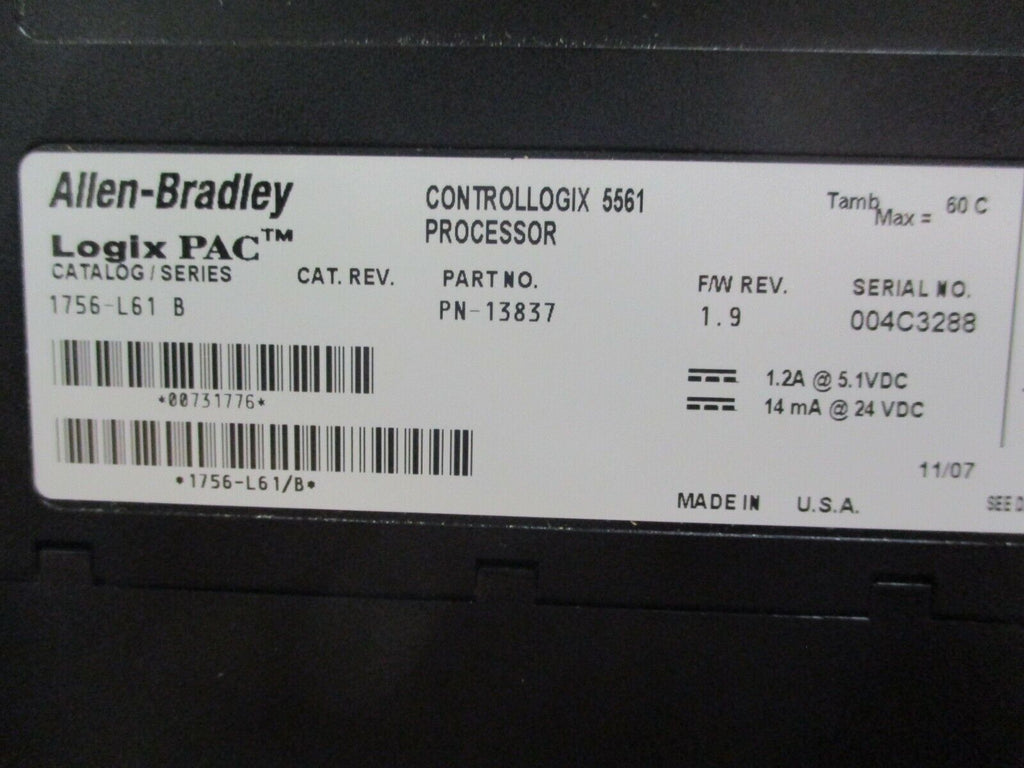 Allen-Bradley
Logix PAC™
CONTROLLOGIX 5561
PROCESSOR
Tamb Max = 60 C
CATALOG / SERIES CAT. REV. PART NO. F/W REV. SERIAL NO.
1756-L61 B PN-13837 1.9 004C3288
*00731776*
1.2A @ 5.1VDC
14 mA @ 24 VDC
*1756-L61/B*
11/07
MADE IN U.S.A.
SEE